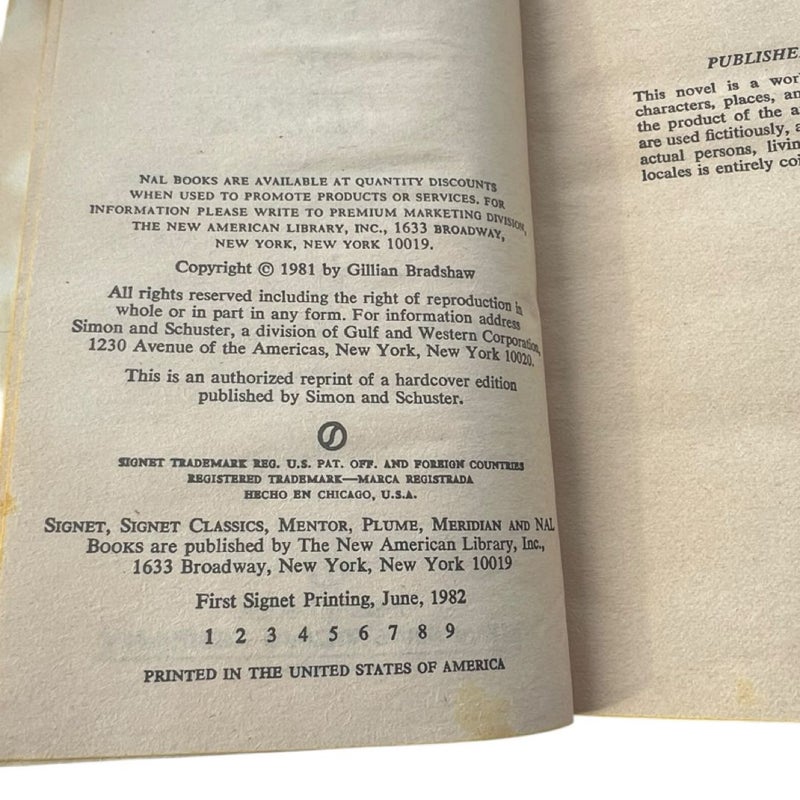 NAL BOOKS ARE AVAILABLE AT QUANTITY DISCOUNTS
WHEN USED TO PROMOTE PRODUCTS OR SERVICES. FOR
INFORMATION PLEASE WRITE TO PREMIUM MARKETING DIVISION,
THE NEW AMERICAN LIBRARY, INC., 1633 BROADWAY,
NEW YORK, NEW YORK 10019.
Copyright © 1981 by Gillian Bradshaw
All rights reserved including the right of reproduction in
whole or in part in any form. For information address
Simon and Schuster, a division of Gulf and Western Corporation,
1230 Avenue of the Americas, New York, New York 10020.
This is an authorized reprint of a hardcover edition
published by Simon and Schuster.
SIGNET TRADEMARK REG. U.S. PAT. OFF. AND FOREIGN COUNTRIES
REGISTERED TRADEMARK—MARCA REGISTRADA
HECHO EN CHICAGO, U.S.A.
SIGNET, SIGNET CLASSICS, MENTOR, PLUME, MERIDIAN AND NAL
BOOKS are published by The New American Library, Inc.,
1633 Broadway, New York, New York 10019
First Signet Printing, June, 1982
1 2 3 4 5 6 7 8 9
PRINTED IN THE UNITED STATES OF AMERICA
PUBLISHE
This novel is a wor
characters, places, an
the product of the a
are used fictitiously, a
actual persons, livin
locales is entirely coi